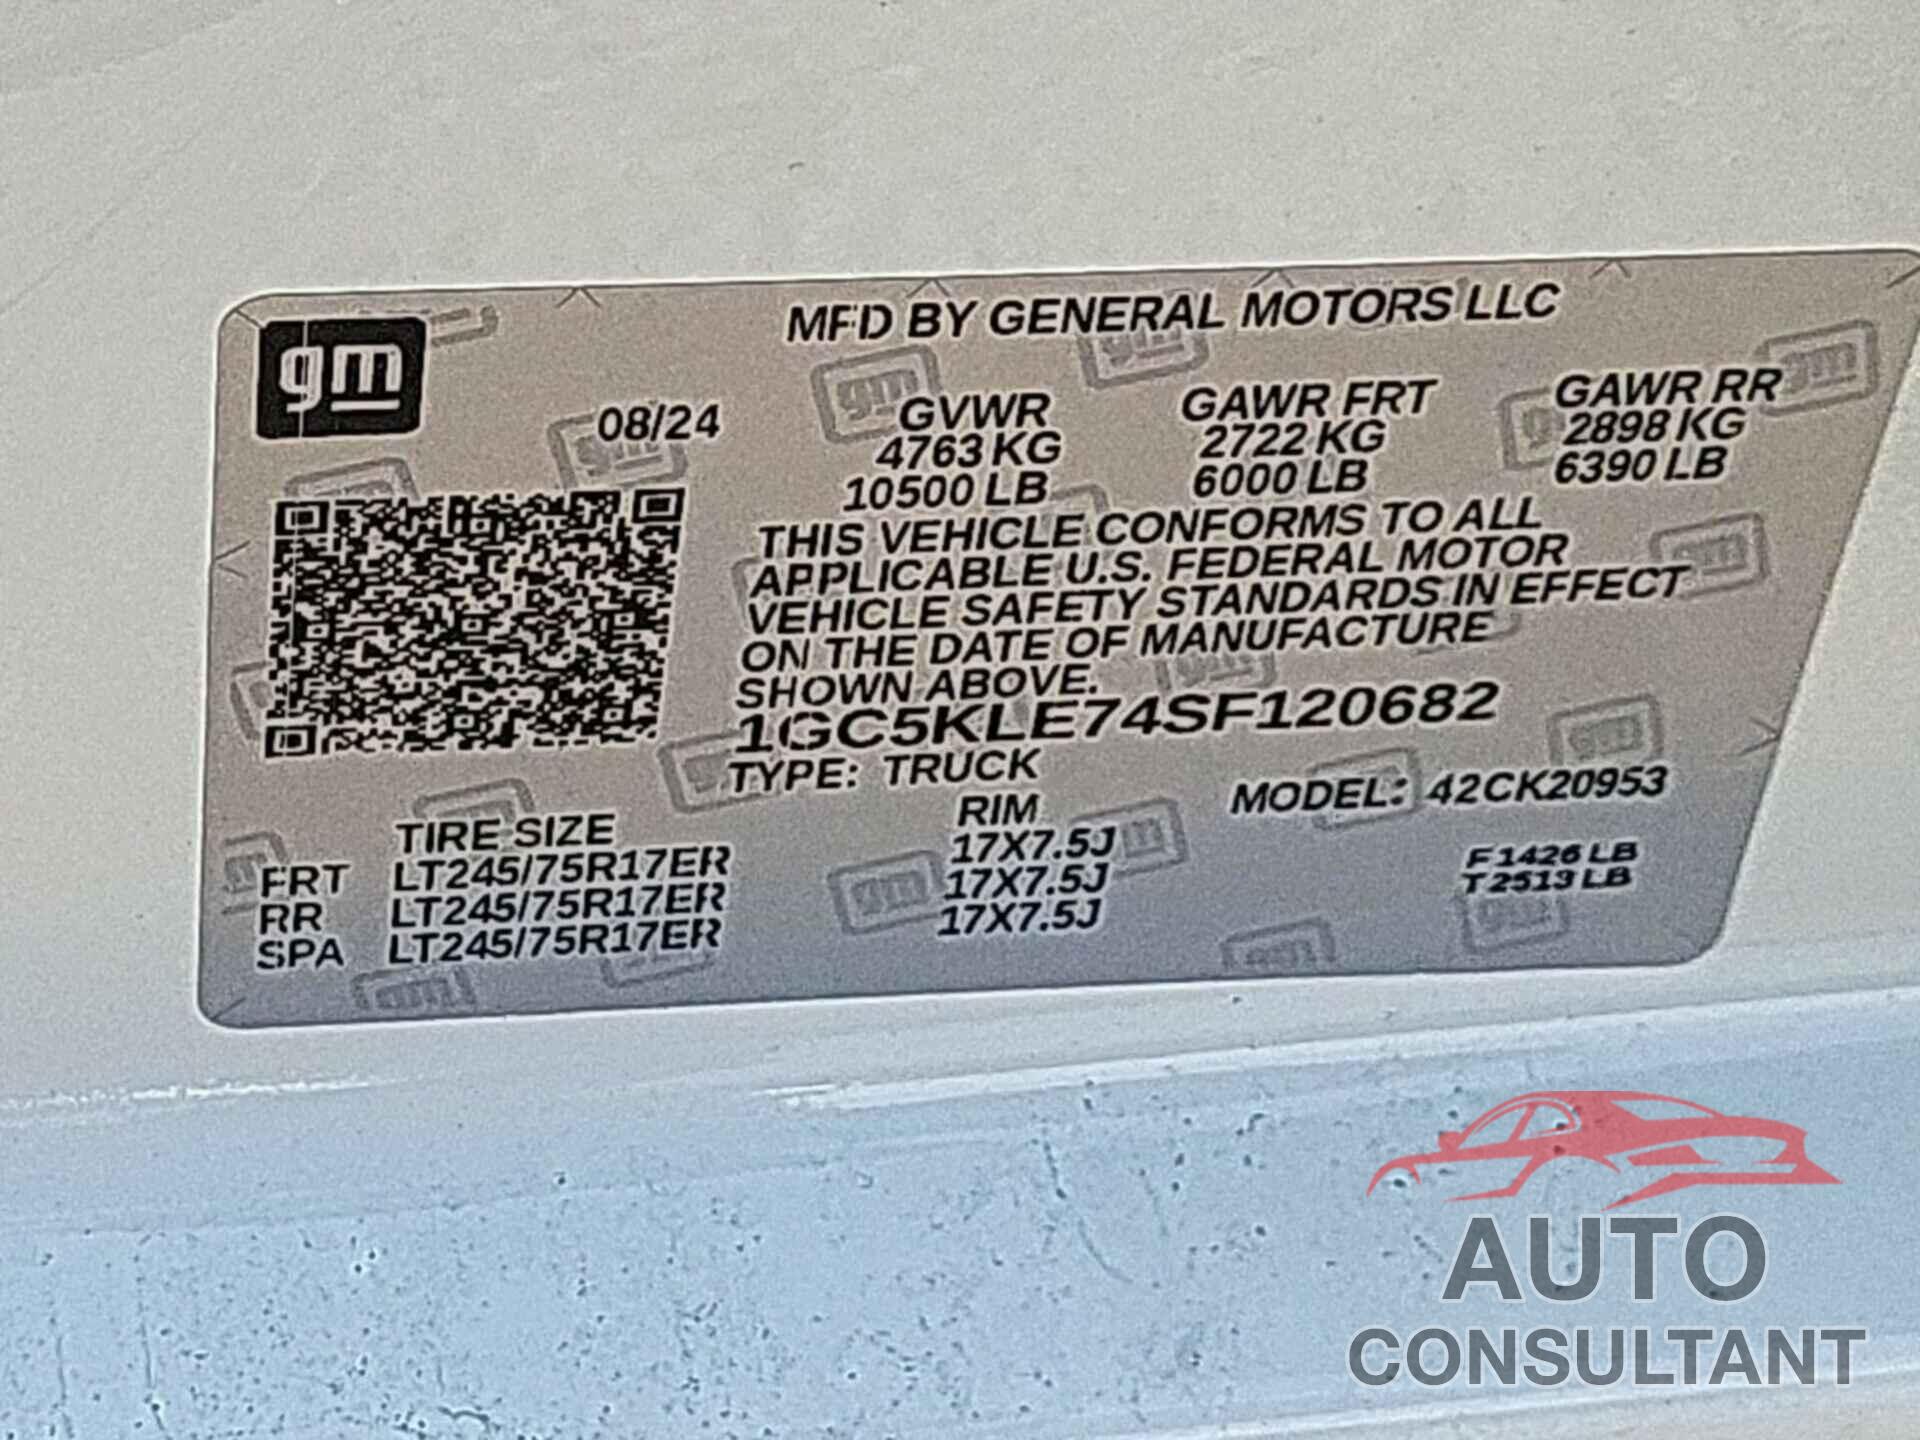 MFD BY GENERAL MOTORS LLC
gm
08/24
GVWR GAWR FRT GAWR RR
4763 KG 2722 KG 2898 KG
10500 LB 6000 LB 6390 LB
THIS VEHICLE CONFORMS TO ALL
APPLICABLE U.S. FEDERAL MOTOR
VEHICLE SAFETY STANDARDS IN EFFECT
ON THE DATE OF MANUFACTURE
SHOWN ABOVE.
1GC5KLE74SF120682
TYPE: TRUCK MODEL: 42CK20953
TIRE SIZE RIM
FRT LT245/75R17ER 17X7.5J F1426 LB
RR LT245/75R17ER 17X7.5J T2513 LB
SPA LT245/75R17ER 17X7.5J
AUTO
CONSULTANT